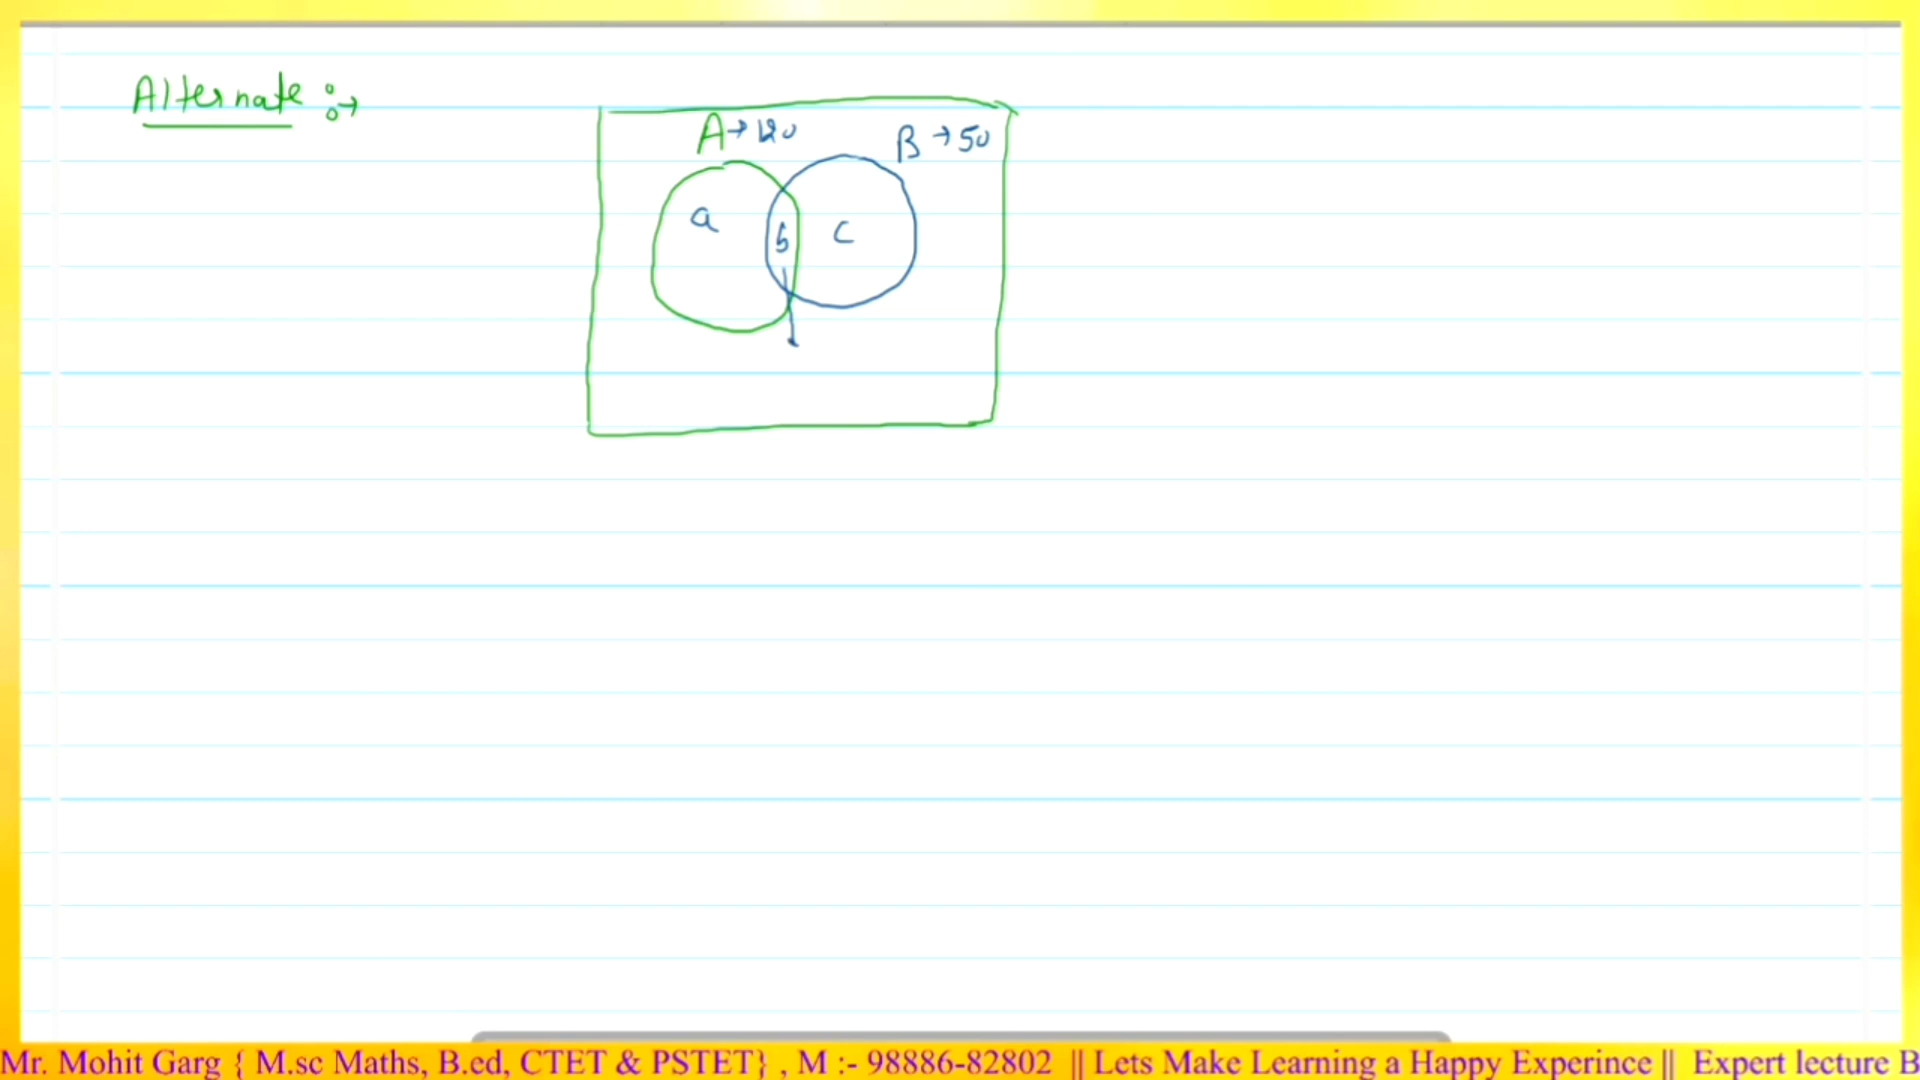 Alternate :→
A → 120
B → 50
a b c
Mr. Mohit Garg { M.sc Maths, B.ed, CTET & PSTET} , M :- 98886-82802 || Lets Make Learning a Happy Experince || Expert lecture B